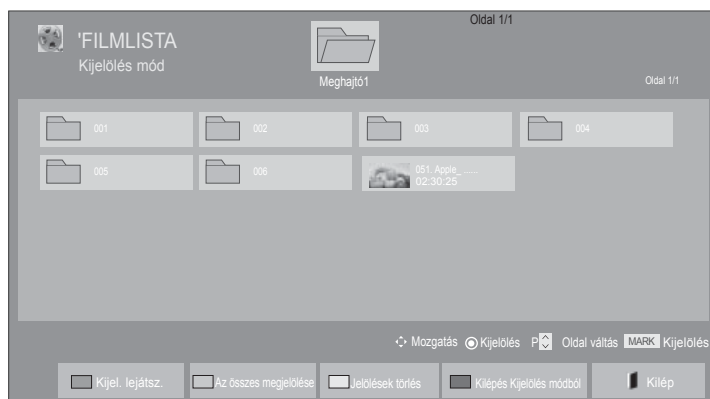 Oldal 1/1
'FILMLISTA
Kijelölés mód
Meghajtó1
Oldal 1/1
001
002
003
004
005
006
051. Apple_ ......
02:30:25
Mozgatás Kijelölés P Oldal váltás MARK Kijelölés
Kijel. lejátsz.
Az összes megjelölése
Jelölések törlés
Kilépés Kijelölés módból
Kilép